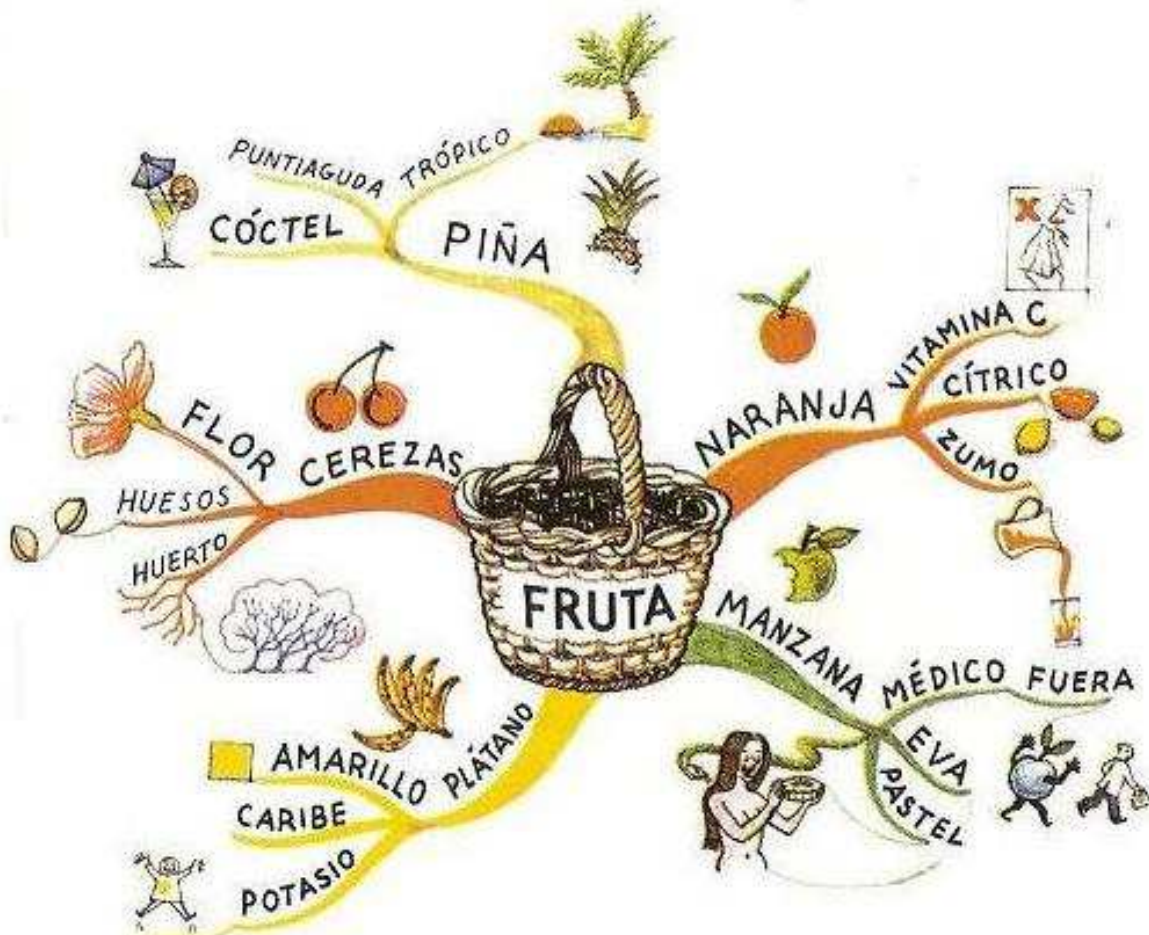 FRUTA
PIÑA
TRÓPICO
PUNTIAGUDA
CÓCTEL
NARANJA
VITAMINA C
CÍTRICO
ZUMO
MANZANA
MÉDICO FUERA
EVA
PASTEL
PLÁTANO
AMARILLO
CARIBE
POTASIO
CEREZAS
FLOR
HUESOS
HUERTO